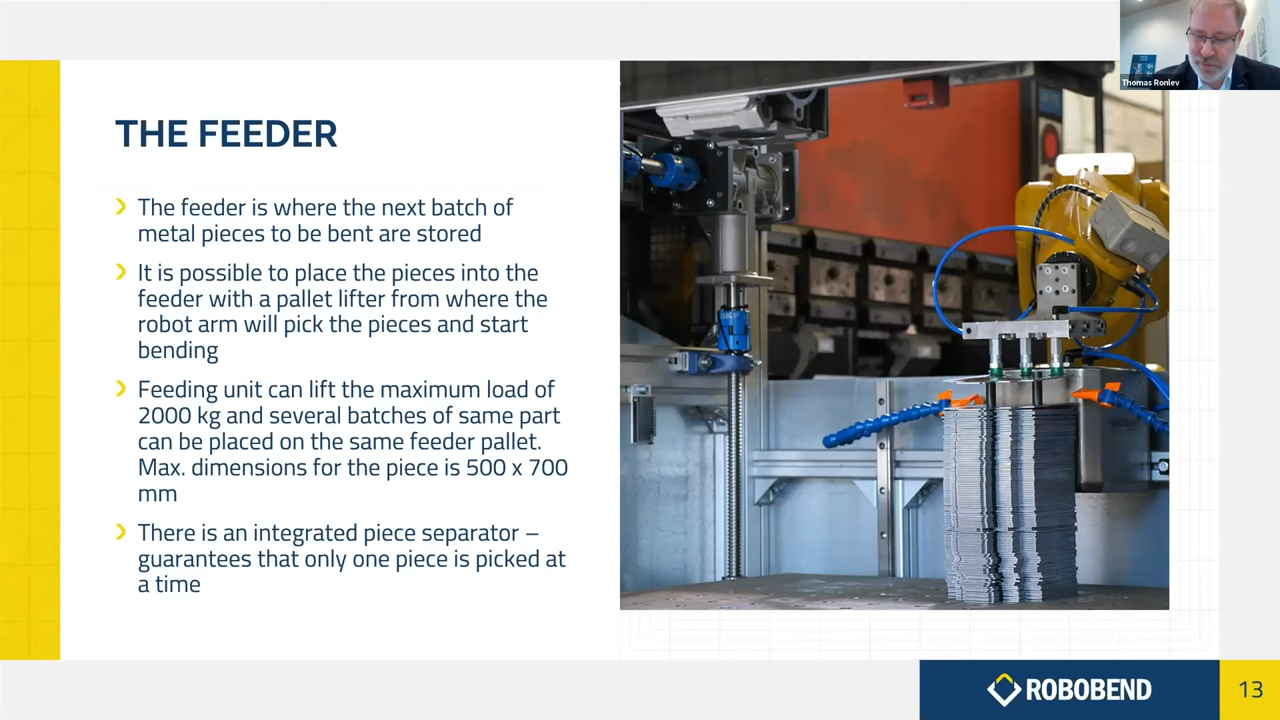 Thomas Ronlev
THE FEEDER
The feeder is where the next batch of
metal pieces to be bent are stored
It is possible to place the pieces into the
feeder with a pallet lifter from where the
robot arm will pick the pieces and start
bending
Feeding unit can lift the maximum load of
2000 kg and several batches of same part
can be placed on the same feeder pallet.
Max. dimensions for the piece is 500 x 700
mm
There is an integrated piece separator –
guarantees that only one piece is picked at
a time
ROBOBEND
13